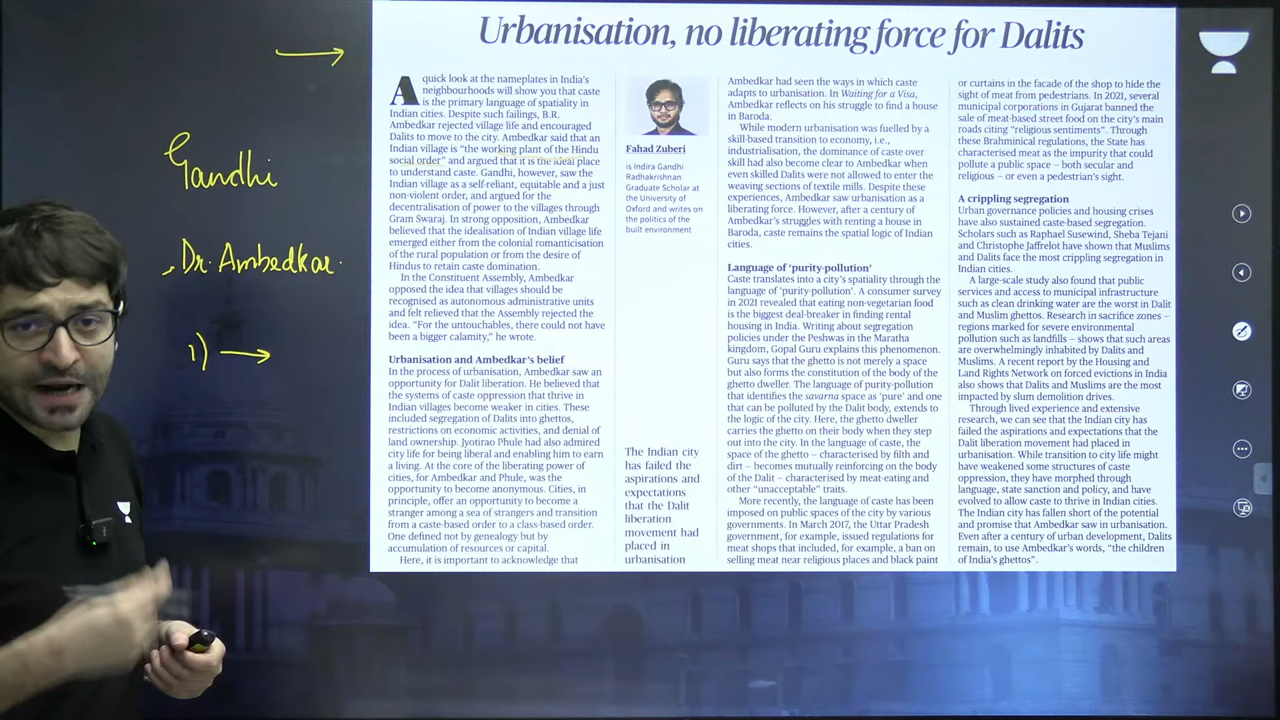 Urbanisation, no liberating force for Dalits
Gandhi
Dr. Ambedkar.
1) →
A quick look at the nameplates in India's
neighbourhoods will show you that caste
is the primary language of spatiality in
Indian cities. Despite such failings, B.R.
Ambedkar rejected village life and encouraged
Dalits to move to the city. Ambedkar said that an
Indian village is “the working plant of the Hindu
social order” and argued that it is the ideal place
to understand caste. Gandhi, however, saw the
Indian village as a self-reliant, equitable and a just
non-violent order, and argued for the
decentralisation of power to the villages through
Gram Swaraj. In strong opposition, Ambedkar
believed that the idealisation of Indian village life
emerged either from the colonial romanticisation
of the rural population or from the desire of
Hindus to retain caste domination.
In the Constituent Assembly, Ambedkar
opposed the idea that villages should be
recognised as autonomous administrative units
and felt relieved that the Assembly rejected the
idea. “For the untouchables, there could not have
been a bigger calamity,” he wrote.
Urbanisation and Ambedkar's belief
In the process of urbanisation, Ambedkar saw an
opportunity for Dalit liberation. He believed that
the systems of caste oppression that thrive in
Indian villages become weaker in cities. These
included segregation of Dalits into ghettos,
restrictions on economic activities, and denial of
land ownership. Jyotirao Phule had also admired
city life for being liberal and enabling him to earn
a living. At the core of the liberating power of
cities, for Ambedkar and Phule, was the
opportunity to become anonymous. Cities, in
principle, offer an opportunity to become a
stranger among a sea of strangers and transition
from a caste-based order to a class-based order.
One defined not by genealogy but by
accumulation of resources or capital.
Here, it is important to acknowledge that
Fahad Zuberi
is Indira Gandhi
Radhakrishnan
Graduate Scholar at
the University of
Oxford and writes on
the politics of the
built environment
The Indian city
has failed the
aspirations and
expectations
that the Dalit
liberation
movement had
placed in
urbanisation
Ambedkar had seen the ways in which caste
adapts to urbanisation. In Waiting for a Visa,
Ambedkar reflects on his struggle to find a house
in Baroda.
While modern urbanisation was fuelled by a
skill-based transition to economy, i.e.,
industrialisation, the dominance of caste over
skill had also become clear to Ambedkar when
even skilled Dalits were not allowed to enter the
weaving sections of textile mills. Despite these
experiences, Ambedkar saw urbanisation as a
liberating force. However, after a century of
Ambedkar's struggles with renting a house in
Baroda, caste remains the spatial logic of Indian
cities.
Language of ‘purity-pollution’
Caste translates into a city's spatiality through the
language of ‘purity-pollution’. A consumer survey
in 2021 revealed that eating non-vegetarian food
is the biggest deal-breaker in finding rental
housing in India. Writing about segregation
policies under the Peshwas in the Maratha
kingdom, Gopal Guru explains this phenomenon.
Guru says that the ghetto is not merely a space
but also forms the constitution of the body of the
ghetto dweller. The language of purity-pollution
that identifies the savarna space as ‘pure’ and one
that can be polluted by the Dalit body, extends to
the logic of the city. Here, the ghetto dweller
carries the ghetto on their body when they step
out into the city. In the language of caste, the
space of the ghetto – characterised by filth and
dirt – becomes mutually reinforcing on the body
of the Dalit – characterised by meat-eating and
other “unacceptable” traits.
More recently, the language of caste has been
imposed on public spaces of the city by various
governments. In March 2017, the Uttar Pradesh
government, for example, issued regulations for
meat shops that included, for example, a ban on
selling meat near religious places and black paint
or curtains in the facade of the shop to hide the
sight of meat from pedestrians. In 2021, several
municipal corporations in Gujarat banned the
sale of meat-based street food on the city's main
roads citing “religious sentiments”. Through
these Brahminical regulations, the State has
characterised meat as the impurity that could
pollute a public space – both secular and
religious – or even a pedestrian's sight.
A crippling segregation
Urban governance policies and housing crises
have also sustained caste-based segregation.
Scholars such as Raphael Susewind, Sheba Tejani
and Christophe Jaffrelot have shown that Muslims
and Dalits face the most crippling segregation in
Indian cities.
A large-scale study also found that public
services and access to municipal infrastructure
such as clean drinking water are the worst in Dalit
and Muslim ghettos. Research in sacrifice zones –
regions marked for severe environmental
pollution such as landfills – shows that such areas
are overwhelmingly inhabited by Dalits and
Muslims. A recent report by the Housing and
Land Rights Network on forced evictions in India
also shows that Dalits and Muslims are the most
impacted by slum demolition drives.
Through lived experience and extensive
research, we can see that the Indian city has
failed the aspirations and expectations that the
Dalit liberation movement had placed in
urbanisation. While transition to city life might
have weakened some structures of caste
oppression, they have morphed through
language, state sanction and policy, and have
evolved to allow caste to thrive in Indian cities.
The Indian city has fallen short of the potential
and promise that Ambedkar saw in urbanisation.
Even after a century of urban development, Dalits
remain, to use Ambedkar's words, “the children
of India's ghettos”.